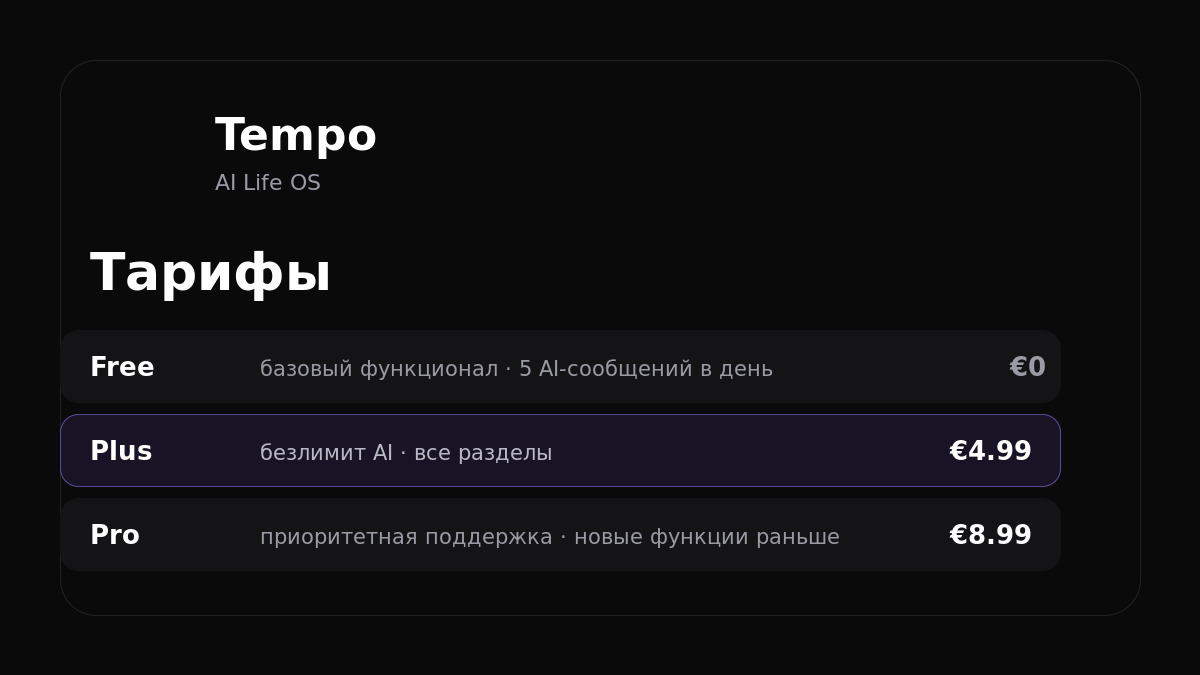 Tempo
AI Life OS
Тарифы
Free базовый функционал · 5 AI-сообщений в день €0
Plus безлимит AI · все разделы €4.99
Pro приоритетная поддержка · новые функции раньше €8.99